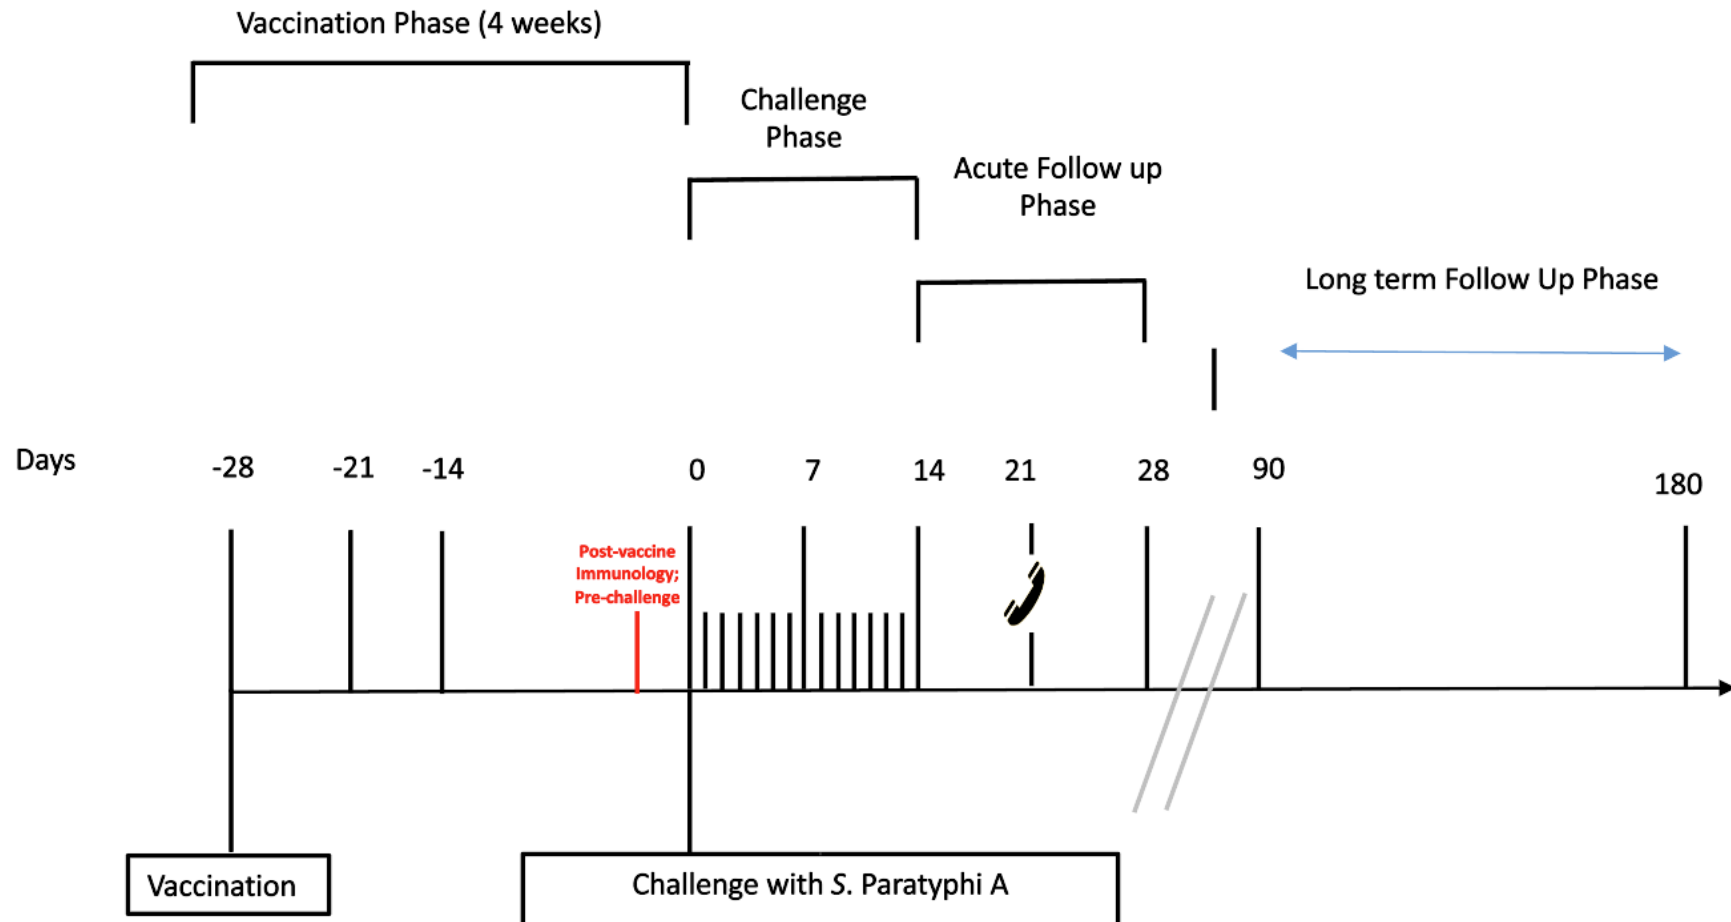 Vaccination Phase (4 weeks)
Challenge
Phase
Acute Follow up
Phase
Long term Follow Up Phase
Days
-28
-21
-14
0
7
14
21
28
90
180
Post-vaccine
Immunology;
Pre-challenge
Vaccination
Challenge with S. Paratyphi A